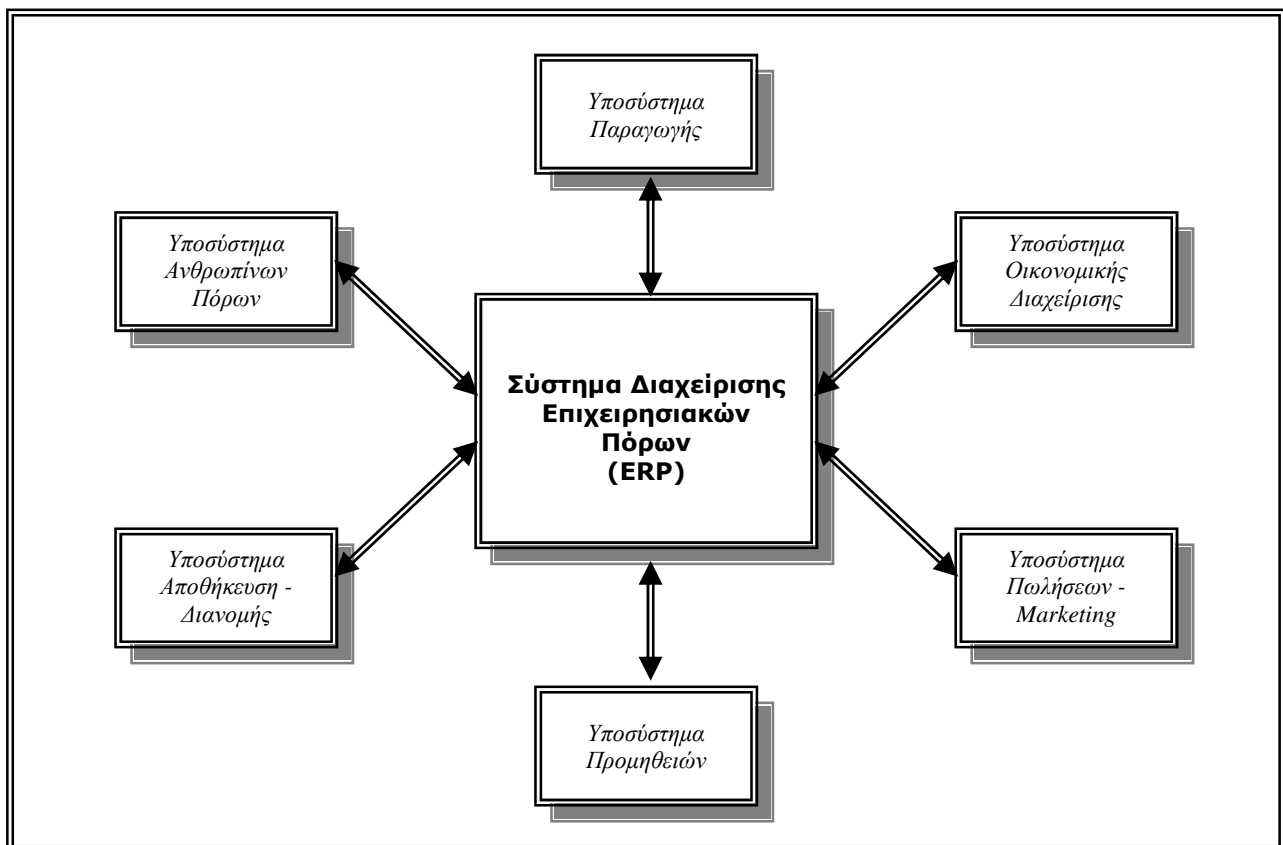 Υποσύστημα
Παραγωγής
Υποσύστημα
Ανθρωπίνων
Πόρων
Υποσύστημα
Οικονομικής
Διαχείρισης
Σύστημα Διαχείρισης
Επιχειρησιακών
Πόρων
(ERP)
Υποσύστημα
Αποθήκευση -
Διανομής
Υποσύστημα
Πωλήσεων -
Marketing
Υποσύστημα
Προμηθειών